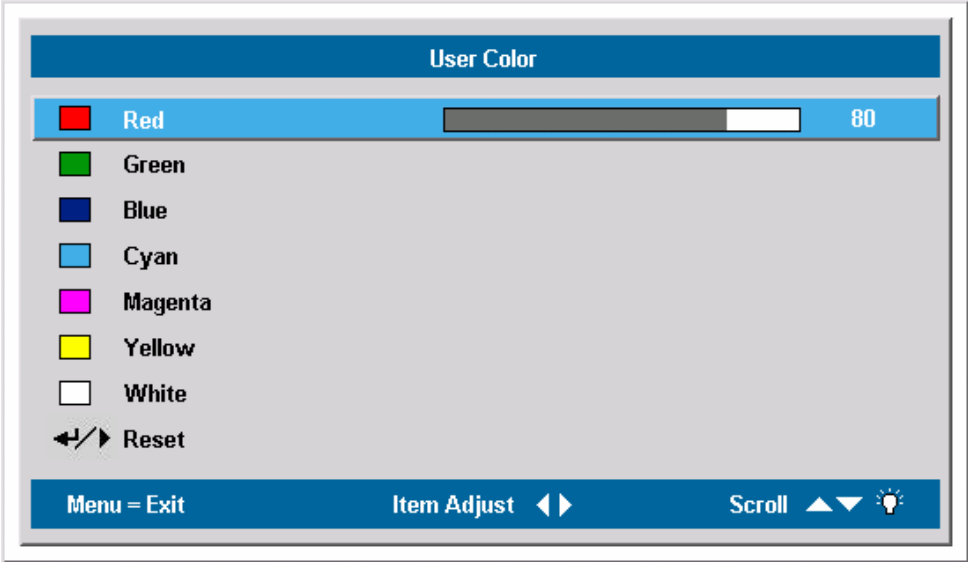 User Color
Red 80
Green
Blue
Cyan
Magenta
Yellow
White
Reset
Menu = Exit Item Adjust Scroll